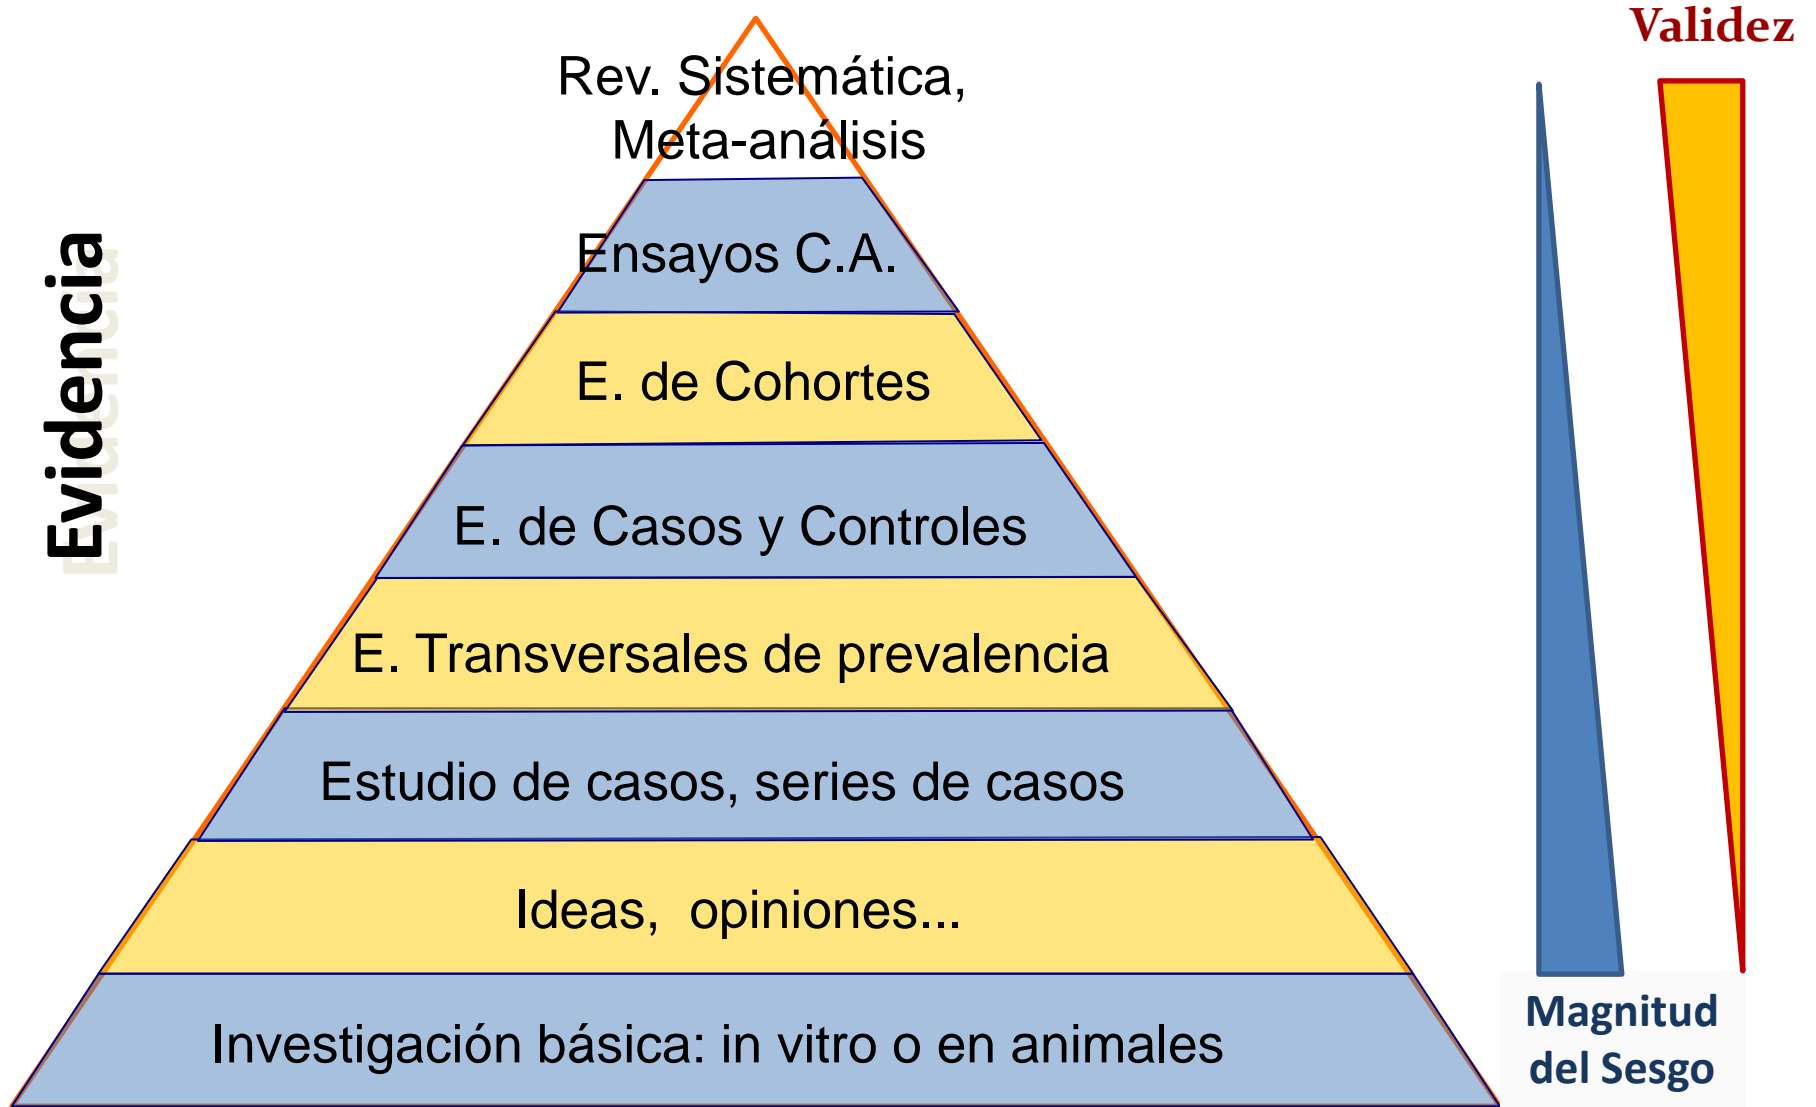 Validez
Rev. Sistemática,
Meta-análisis
Evidencia
Ensayos C.A.
E. de Cohortes
E. de Casos y Controles
E. Transversales de prevalencia
Estudio de casos, series de casos
Ideas, opiniones...
Investigación básica: in vitro o en animales
Magnitud
del Sesgo